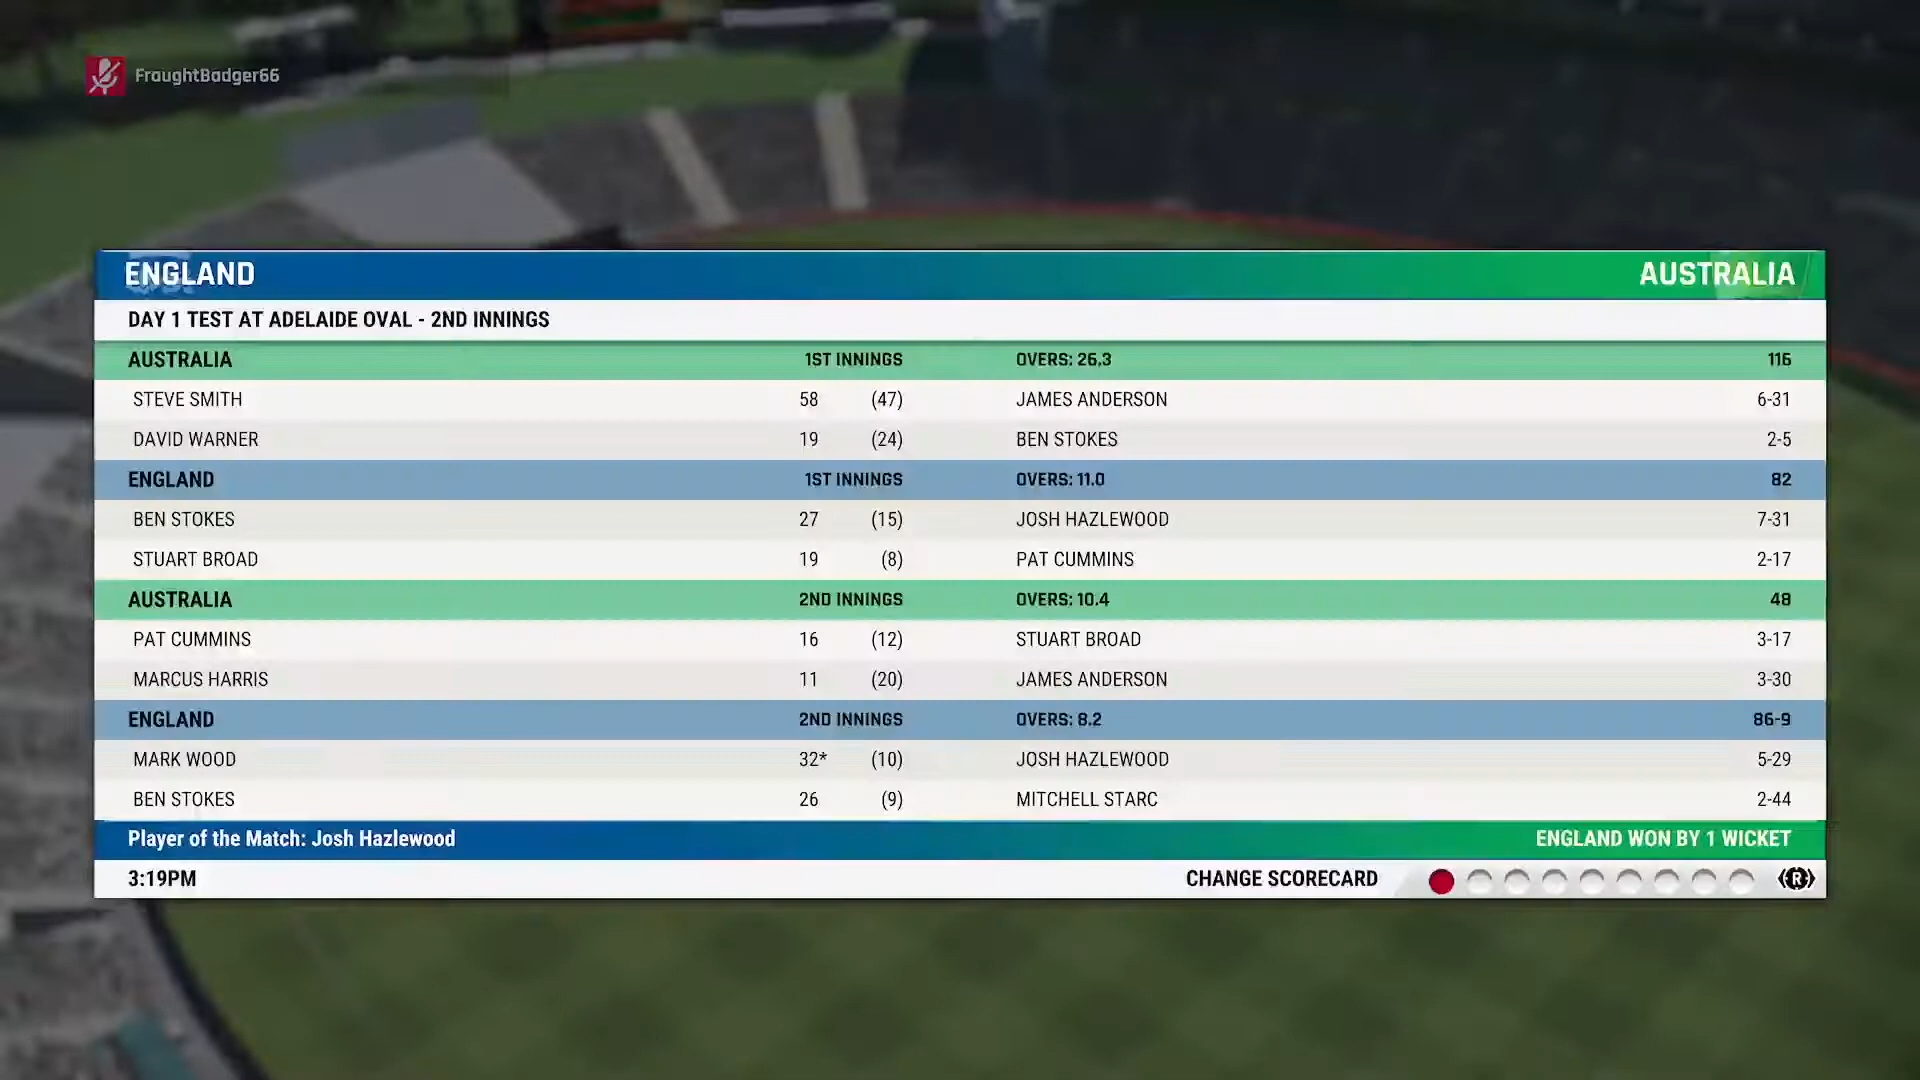 FraughtBadger66
ENGLAND AUSTRALIA
DAY 1 TEST AT ADELAIDE OVAL - 2ND INNINGS
AUSTRALIA 1ST INNINGS OVERS: 26.3 116
STEVE SMITH 58 (47) JAMES ANDERSON 6-31
DAVID WARNER 19 (24) BEN STOKES 2-5
ENGLAND 1ST INNINGS OVERS: 11.0 82
BEN STOKES 27 (15) JOSH HAZLEWOOD 7-31
STUART BROAD 19 (8) PAT CUMMINS 2-17
AUSTRALIA 2ND INNINGS OVERS: 10.4 48
PAT CUMMINS 16 (12) STUART BROAD 3-17
MARCUS HARRIS 11 (20) JAMES ANDERSON 3-30
ENGLAND 2ND INNINGS OVERS: 8.2 86-9
MARK WOOD 32* (10) JOSH HAZLEWOOD 5-29
BEN STOKES 26 (9) MITCHELL STARC 2-44
Player of the Match: Josh Hazlewood ENGLAND WON BY 1 WICKET
3:19PM CHANGE SCORECARD R